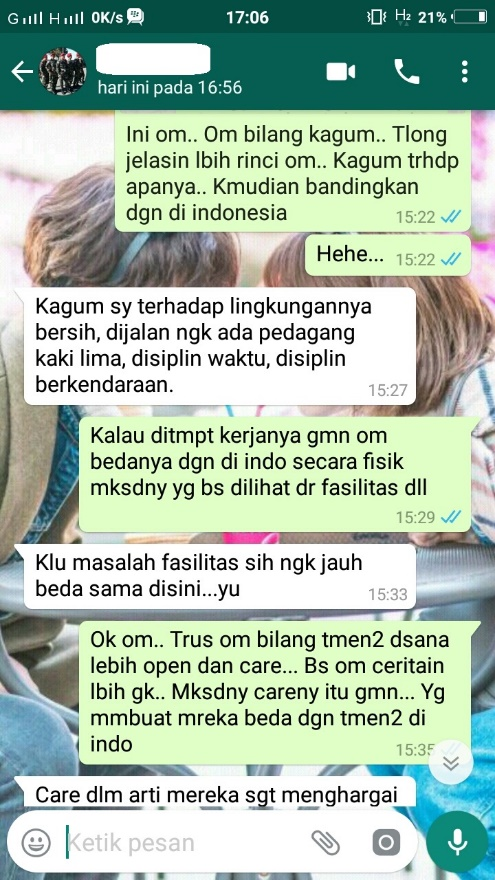 G H 0K/s 17:06 H₂ 21%
hari ini pada 16:56
Ini om.. Om bilang kagum.. Tlong
jelasin lbih rinci om.. Kagum trhdp
apanya.. Kmudian bandingkan
dgn di indonesia
15:22
Hehe...
15:22
Kagum sy terhadap lingkungannya
bersih, dijalan ngk ada pedagang
kaki lima, disiplin waktu, disiplin
berkendaraan.
15:27
Kalau ditmpt kerjanya gmn om
bedanya dgn di indo secara fisik
mksdny yg bs dilihat dr fasilitas dll
15:29
Klu masalah fasilitas sih ngk jauh
beda sama disini...yu
15:33
Ok om.. Trus om bilang tmen2 dsana
lebih open dan care... Bs om ceritain
lbih gk.. Mksdny careny itu gmn... Yg
mmbuat mreka beda dgn tmen2 di
indo
15:35
Care dlm arti mereka sgt menghargai
Ketik pesan